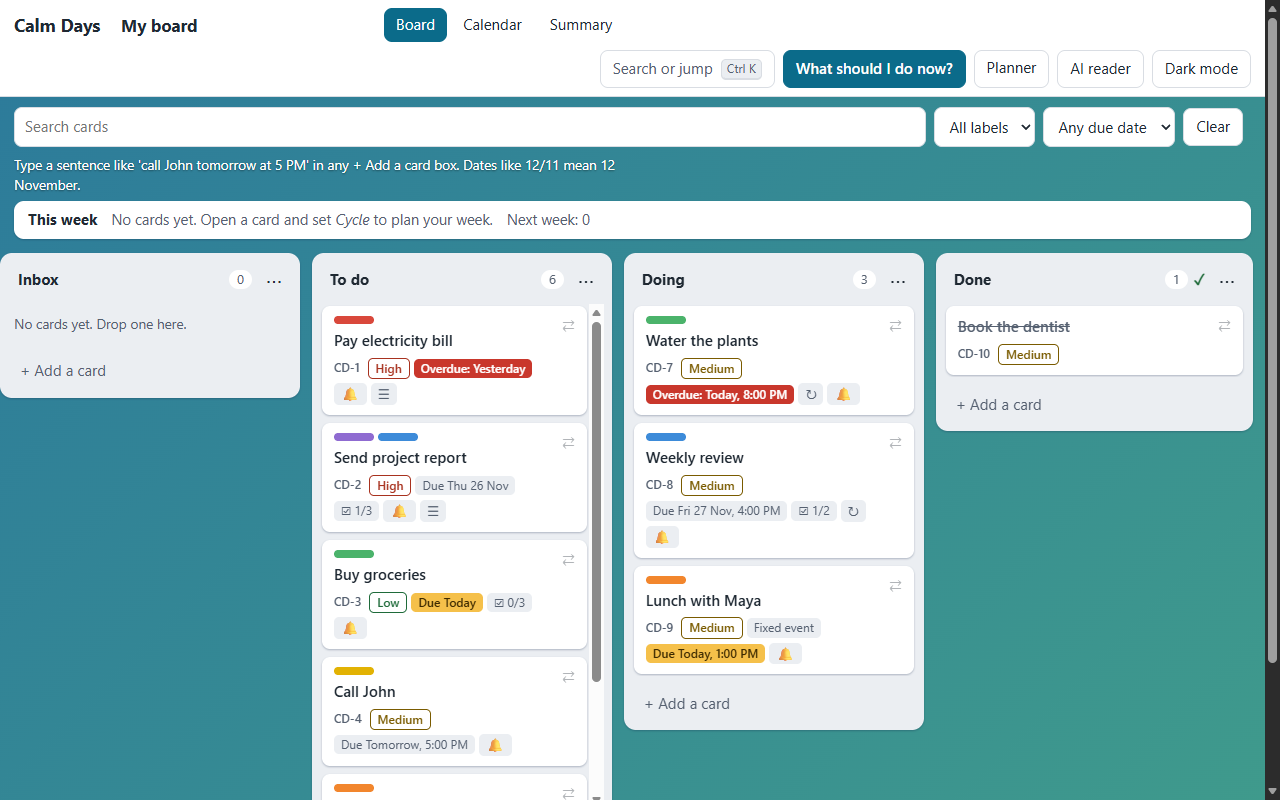 Calm Days My board Board Calendar Summary
Search or jump Ctrl K What should I do now? Planner AI reader Dark mode
Search cards All labels Any due date Clear
Type a sentence like 'call John tomorrow at 5 PM' in any + Add a card box. Dates like 12/11 mean 12
November.
This week No cards yet. Open a card and set Cycle to plan your week. Next week: 0
Inbox 0 ...
No cards yet. Drop one here.
+ Add a card
To do 6 ...
Pay electricity bill
CD-1 High Overdue: Yesterday
Send project report
CD-2 High Due Thu 26 Nov
1/3
Buy groceries
CD-3 Low Due Today 0/3
Call John
CD-4 Medium
Due Tomorrow, 5:00 PM
Doing 3 ...
Water the plants
CD-7 Medium
Overdue: Today, 8:00 PM
Weekly review
CD-8 Medium
Due Fri 27 Nov, 4:00 PM 1/2
Lunch with Maya
CD-9 Medium Fixed event
Due Today, 1:00 PM
+ Add a card
Done 1 ✓ ...
Book the dentist
CD-10 Medium
+ Add a card